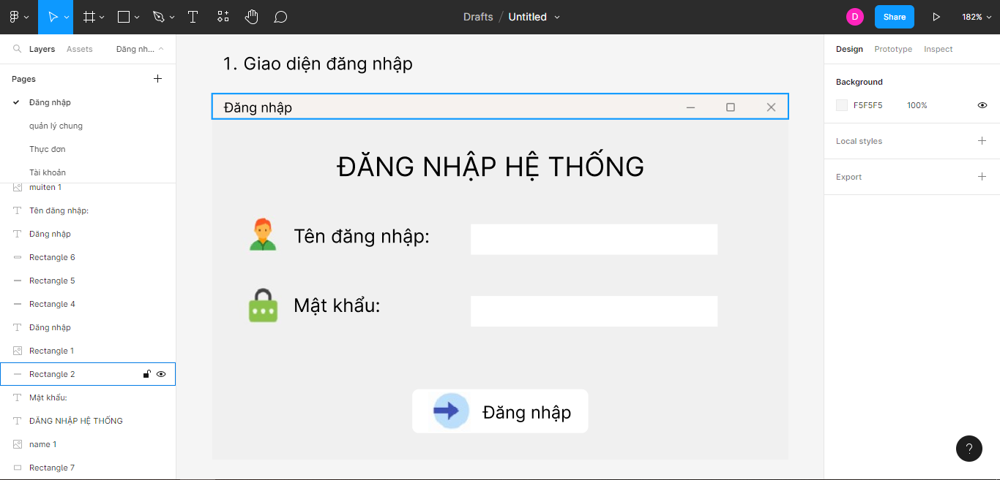 Drafts / Untitled
D
Share
182%
Layers
Assets
Đăng nh...
Pages
Đăng nhập
quản lý chung
Thực đơn
Tài khoản
muiten 1
Tên đăng nhập:
Đăng nhập
Rectangle 6
Rectangle 5
Rectangle 4
Đăng nhập
Rectangle 1
Rectangle 2
Mật khẩu:
ĐĂNG NHẬP HỆ THỐNG
name 1
Rectangle 7
1. Giao diện đăng nhập
Đăng nhập
ĐĂNG NHẬP HỆ THỐNG
Tên đăng nhập:
Mật khẩu:
Đăng nhập
Design
Prototype
Inspect
Background
F5F5F5
100%
Local styles
Export
?